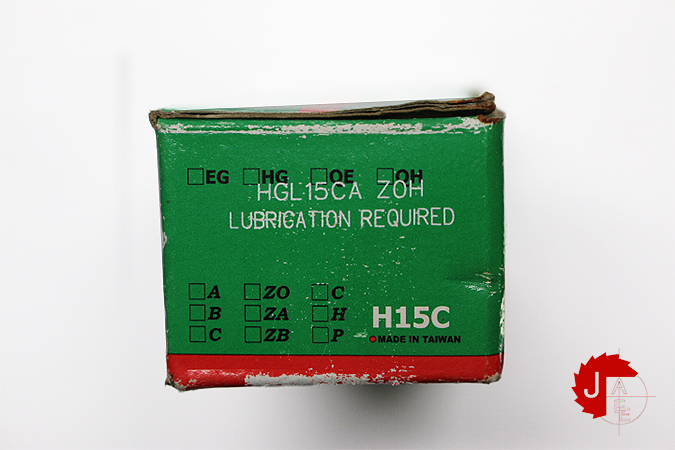 EG HG QE QH
HGL15CA ZOH
LUBRICATION REQUIRED
A ZO C
B ZA H
C ZB P
H15C
MADE IN TAIWAN
J